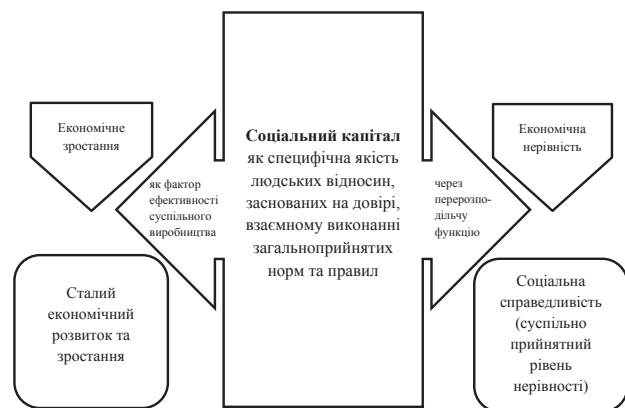 Економічне
зростання
як фактор
ефективності
суспільного
виробництва
Сталий
економічний
розвиток та
зростання
Соціальний капітал
як специфічна якість
людських відносин,
заснованих на довірі,
взаємному виконанні
загальноприйнятих
норм та правил
Економічна
нерівність
через
перерозпо-
дільчу
функцію
Соціальна
справедливість
(суспільно
прийнятний
рівень
нерівності)